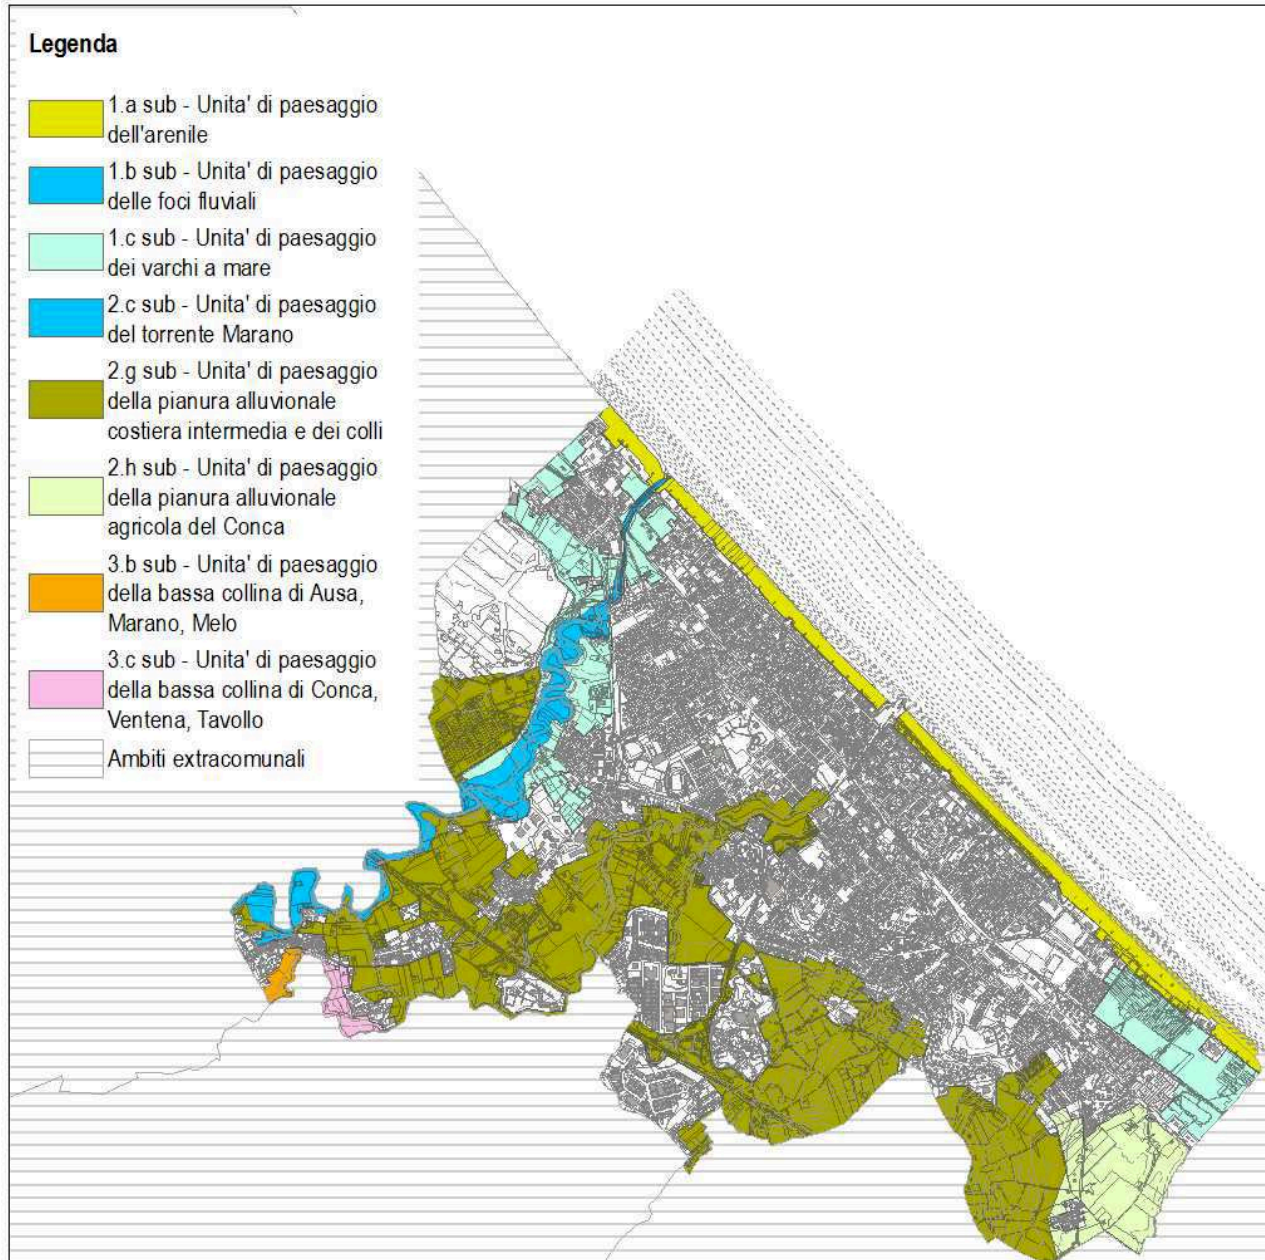 Legenda
1.a sub - Unita' di paesaggio
dell'arenile
1.b sub - Unita' di paesaggio
delle foci fluviali
1.c sub - Unita' di paesaggio
dei varchi a mare
2.c sub - Unita' di paesaggio
del torrente Marano
2.g sub - Unita' di paesaggio
della pianura alluvionale
costiera intermedia e dei colli
2.h sub - Unita' di paesaggio
della pianura alluvionale
agricola del Conca
3.b sub - Unita' di paesaggio
della bassa collina di Ausa,
Marano, Melo
3.c sub - Unita' di paesaggio
della bassa collina di Conca,
Ventena, Tavollo
Ambiti extracomunali